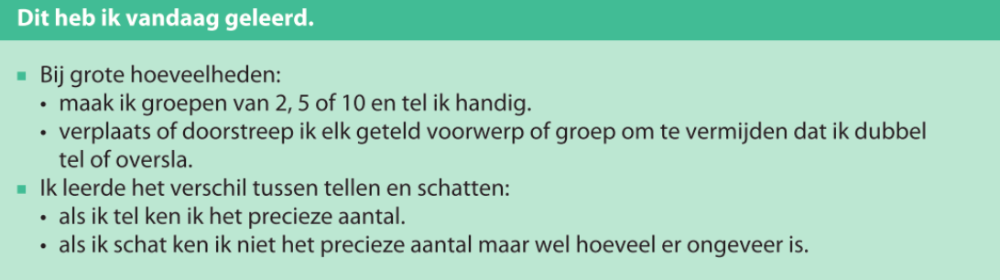 Dit heb ik vandaag geleerd.
▪ Bij grote hoeveelheden:
• maak ik groepen van 2, 5 of 10 en tel ik handig.
• verplaats of doorstreep ik elk geteld voorwerp of groep om te vermijden dat ik dubbel
tel of oversla.
▪ Ik leerde het verschil tussen tellen en schatten:
• als ik tel ken ik het precieze aantal.
• als ik schat ken ik niet het precieze aantal maar wel hoeveel er ongeveer is.